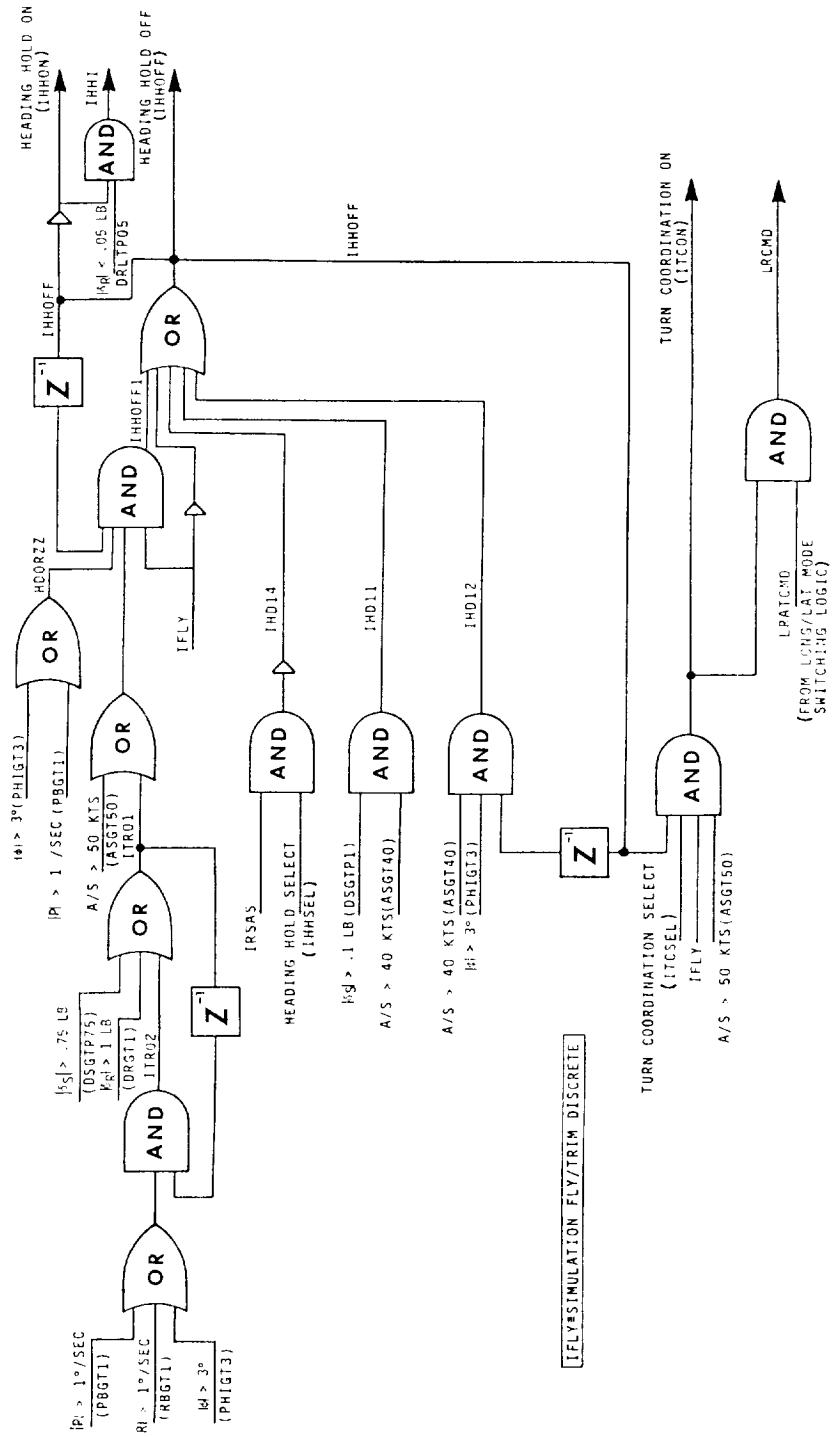 |P| > 1°/SEC
(PBGT1)
R| > 1°/SEC
(RBGT1)
|ϕ| > 3°
(PHIGT3)
OR
AND
Z⁻¹
|δS| > .75 LB
(DSGTP75)
|δR| > 1 LB
(DRGT1)
ITR02
OR
A/S > 50 KTS
(ASGT50)
ITR01
OR
|ϕ| > 3°(PHIGT3)
|P| > 1 /SEC (PBGT1)
OR
HDORZZ
IFLY
AND
IHHOFF1
Z⁻¹
IHHOFF
OR
|δR| < .05 LB
DRLTP05
AND
HEADING HOLD ON
(IHHON)
IHHI
HEADING HOLD OFF
(IHHOFF)
IRSAS
HEADING HOLD SELECT
(IHHSEL)
AND
IHD14
|δS| > .1 LB(DSGTP1)
A/S > 40 KTS(ASGT40)
AND
IHD11
A/S > 40 KTS(ASGT40)
|ϕ| > 3°(PHIGT3)
AND
IHD12
Z⁻¹
IHHOFF
TURN COORDINATION SELECT
(ITCSEL)
IFLY
A/S > 50 KTS(ASGT50)
AND
TURN COORDINATION ON
(ITCON)
LPATCMD
(FROM LONG/LAT MODE
SWITCHING LOGIC)
AND
LRCMD
IFLY≡SIMULATION FLY/TRIM DISCRETE